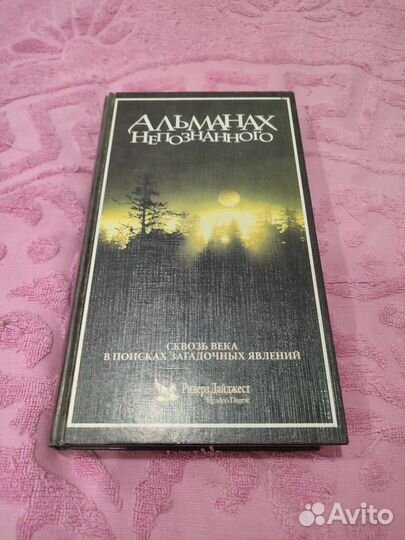 АЛЬМАНАХ
НЕПОЗНАННОГО
СКВОЗЬ ВЕКА
В ПОИСКАХ ЗАГАДОЧНЫХ ЯВЛЕНИЙ
Ридерз Дайджест
Reader's Digest
Avito